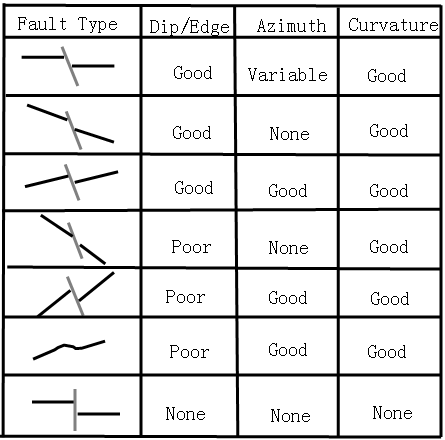 Fault Type Dip/Edge Azimuth Curvature
Good Variable Good
Good None Good
Good Good Good
Poor None Good
Poor Good Good
Poor Good Good
None None None